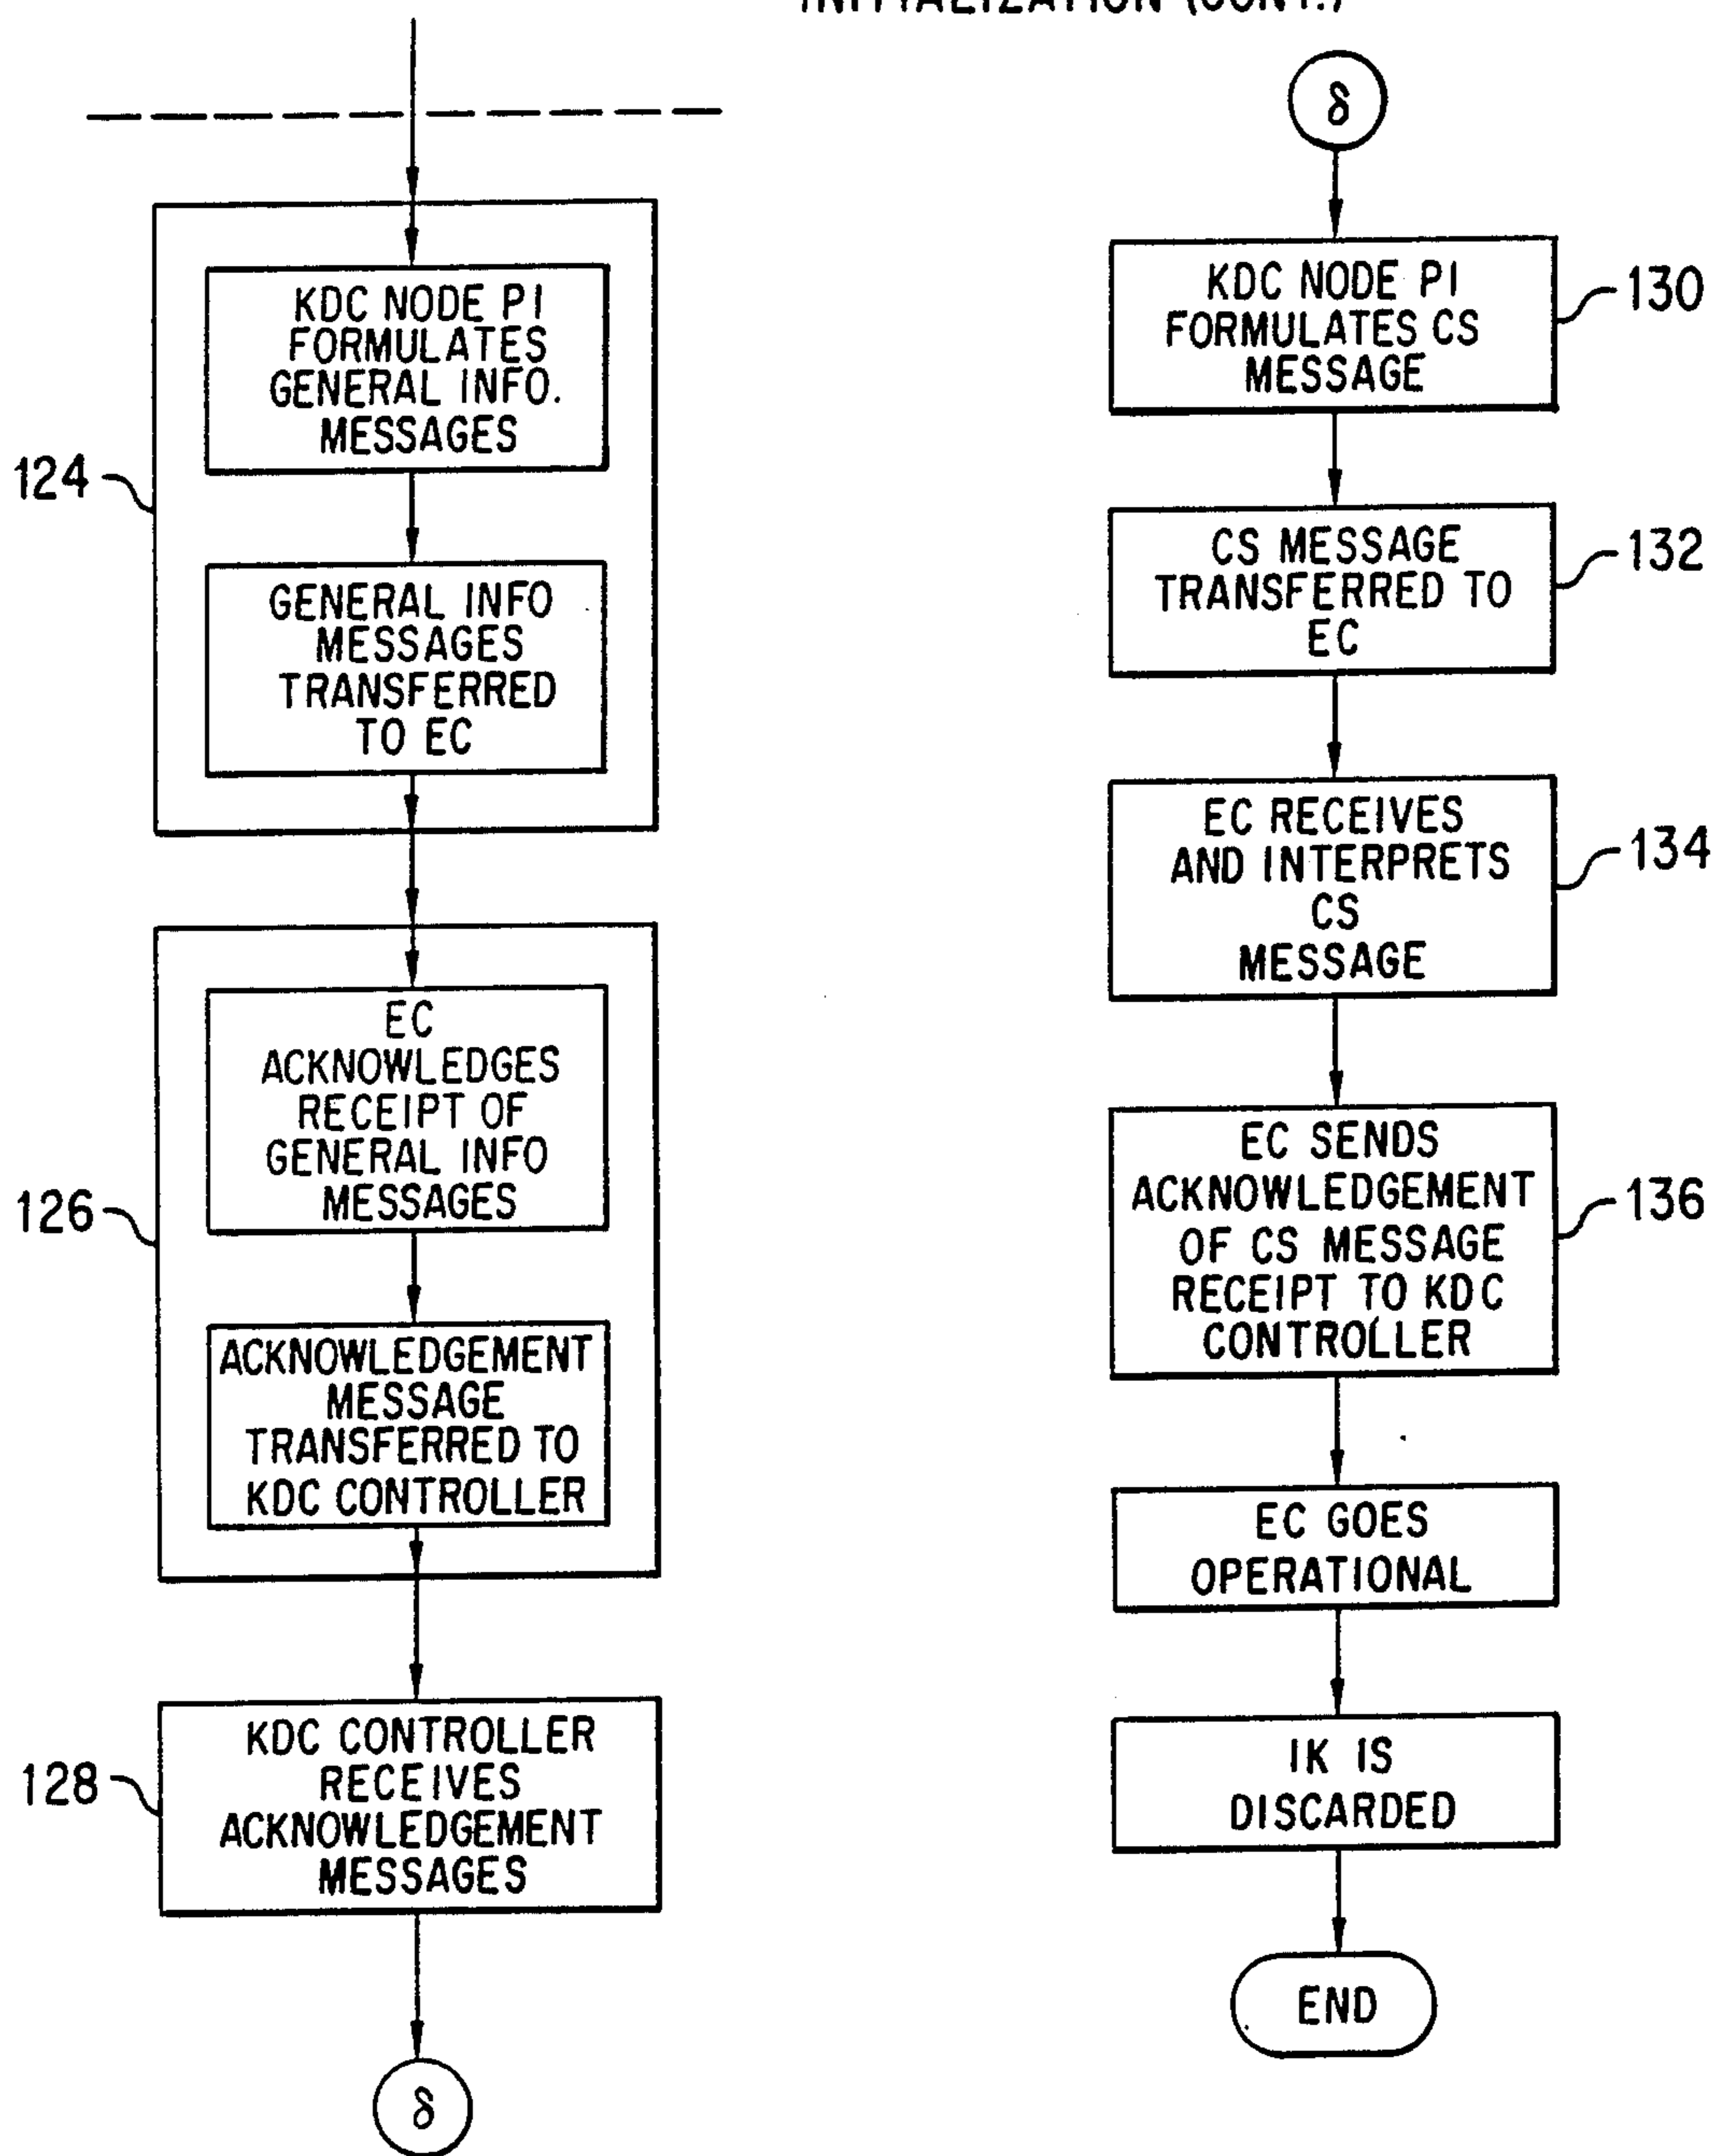 INITIALIZATION (CONT.)
124
KDC NODE PI
FORMULATES
GENERAL INFO.
MESSAGES
GENERAL INFO
MESSAGES
TRANSFERRED
TO EC
126
EC
ACKNOWLEDGES
RECEIPT OF
GENERAL INFO
MESSAGES
ACKNOWLEDGEMENT
MESSAGE
TRANSFERRED TO
KDC CONTROLLER
128
KDC CONTROLLER
RECEIVES
ACKNOWLEDGEMENT
MESSAGES
δ
δ
KDC NODE PI
FORMULATES CS
MESSAGE
130
CS MESSAGE
TRANSFERRED TO
EC
132
EC RECEIVES
AND INTERPRETS
CS
MESSAGE
134
EC SENDS
ACKNOWLEDGEMENT
OF CS MESSAGE
RECEIPT TO KDC
CONTROLLER
136
EC GOES
OPERATIONAL
IK IS
DISCARDED
END